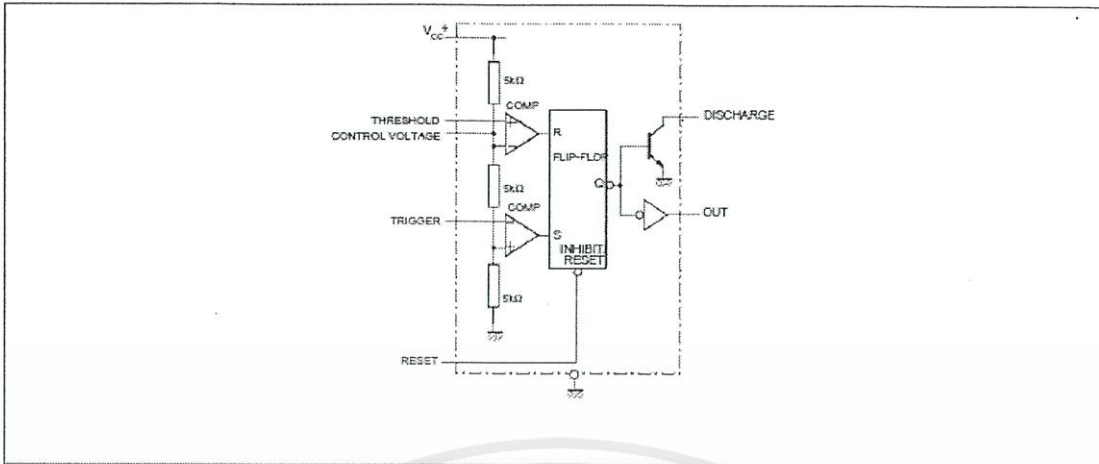 Vcc+
5kΩ
COMP
THRESHOLD
CONTROL VOLTAGE
R
FLIP-FLOP
Q
DISCHARGE
5kΩ
COMP
TRIGGER
S
OUT
INHIBIT/
RESET
5kΩ
RESET